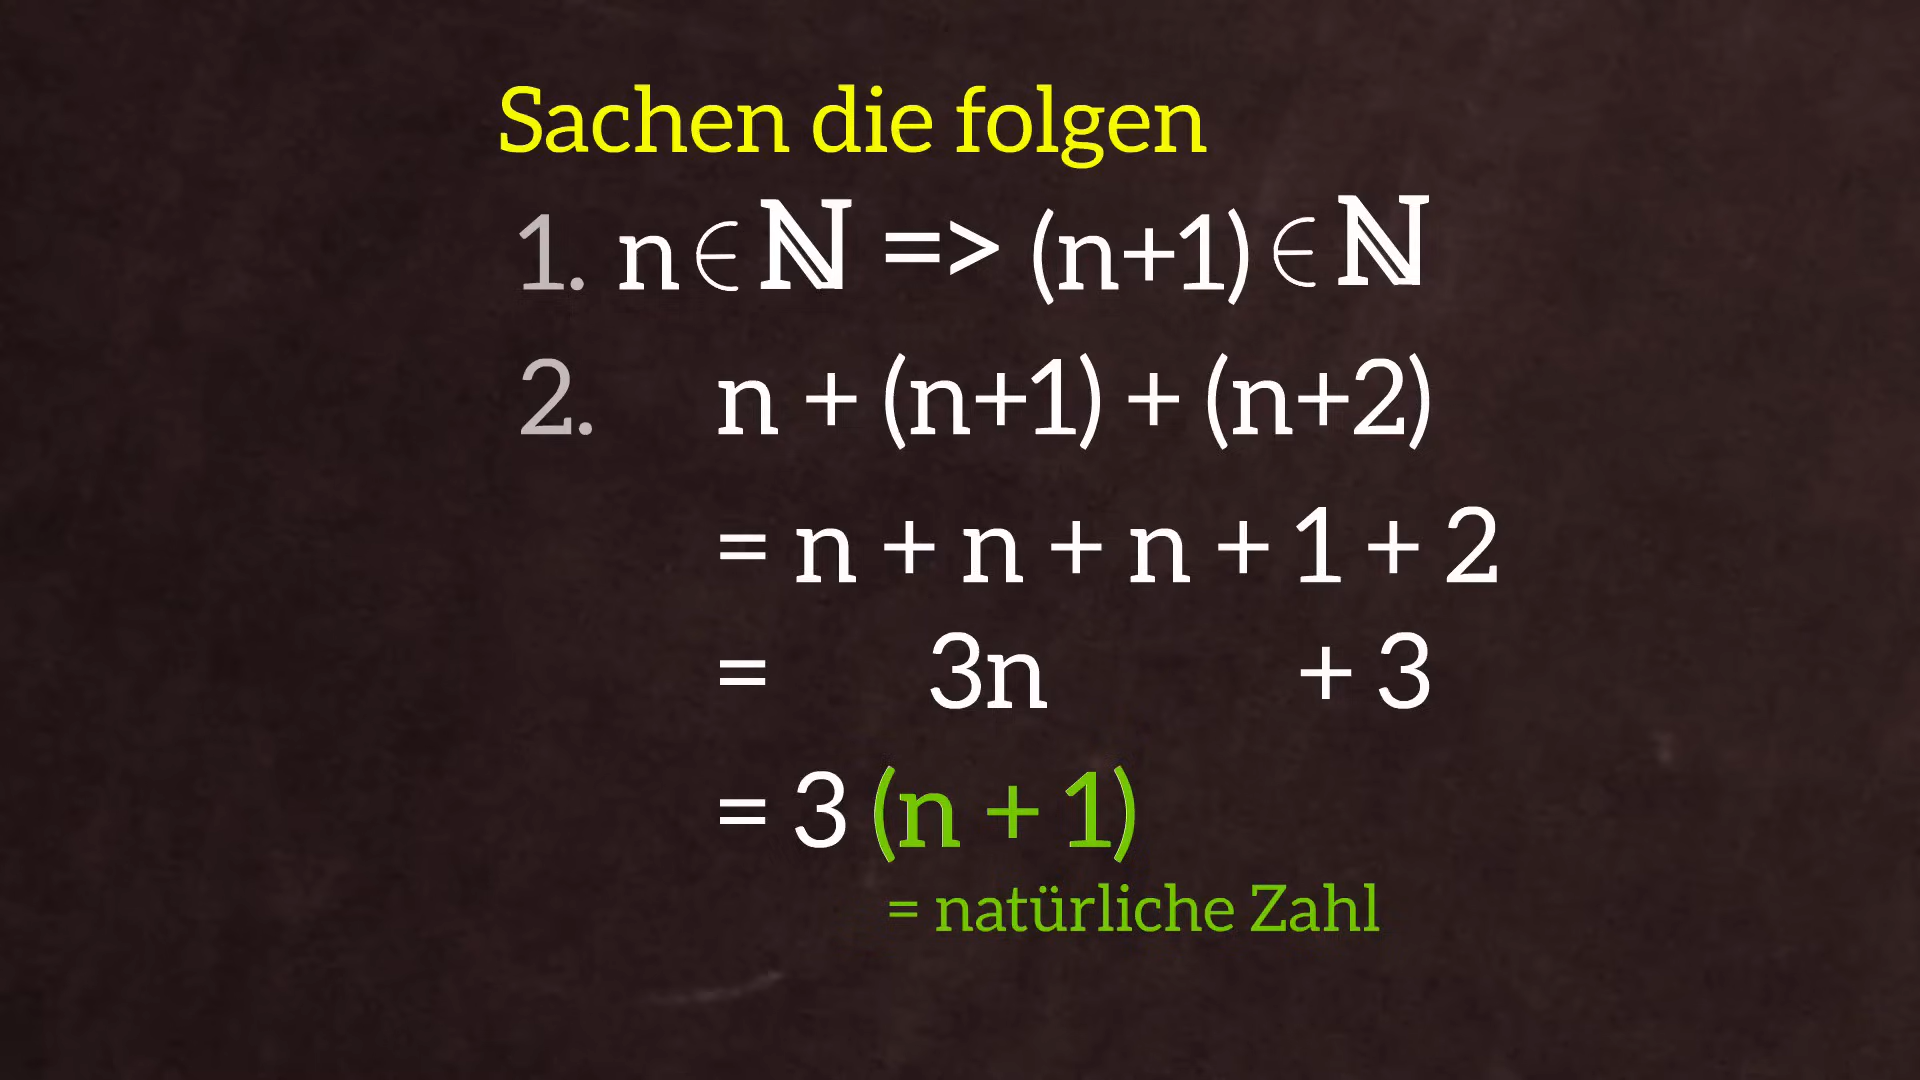 Sachen die folgen
1. n ∈ ℕ => (n+1) ∈ ℕ
2. n + (n+1) + (n+2)
= n + n + n + 1 + 2
= 3n + 3
= 3 (n + 1)
= natürliche Zahl